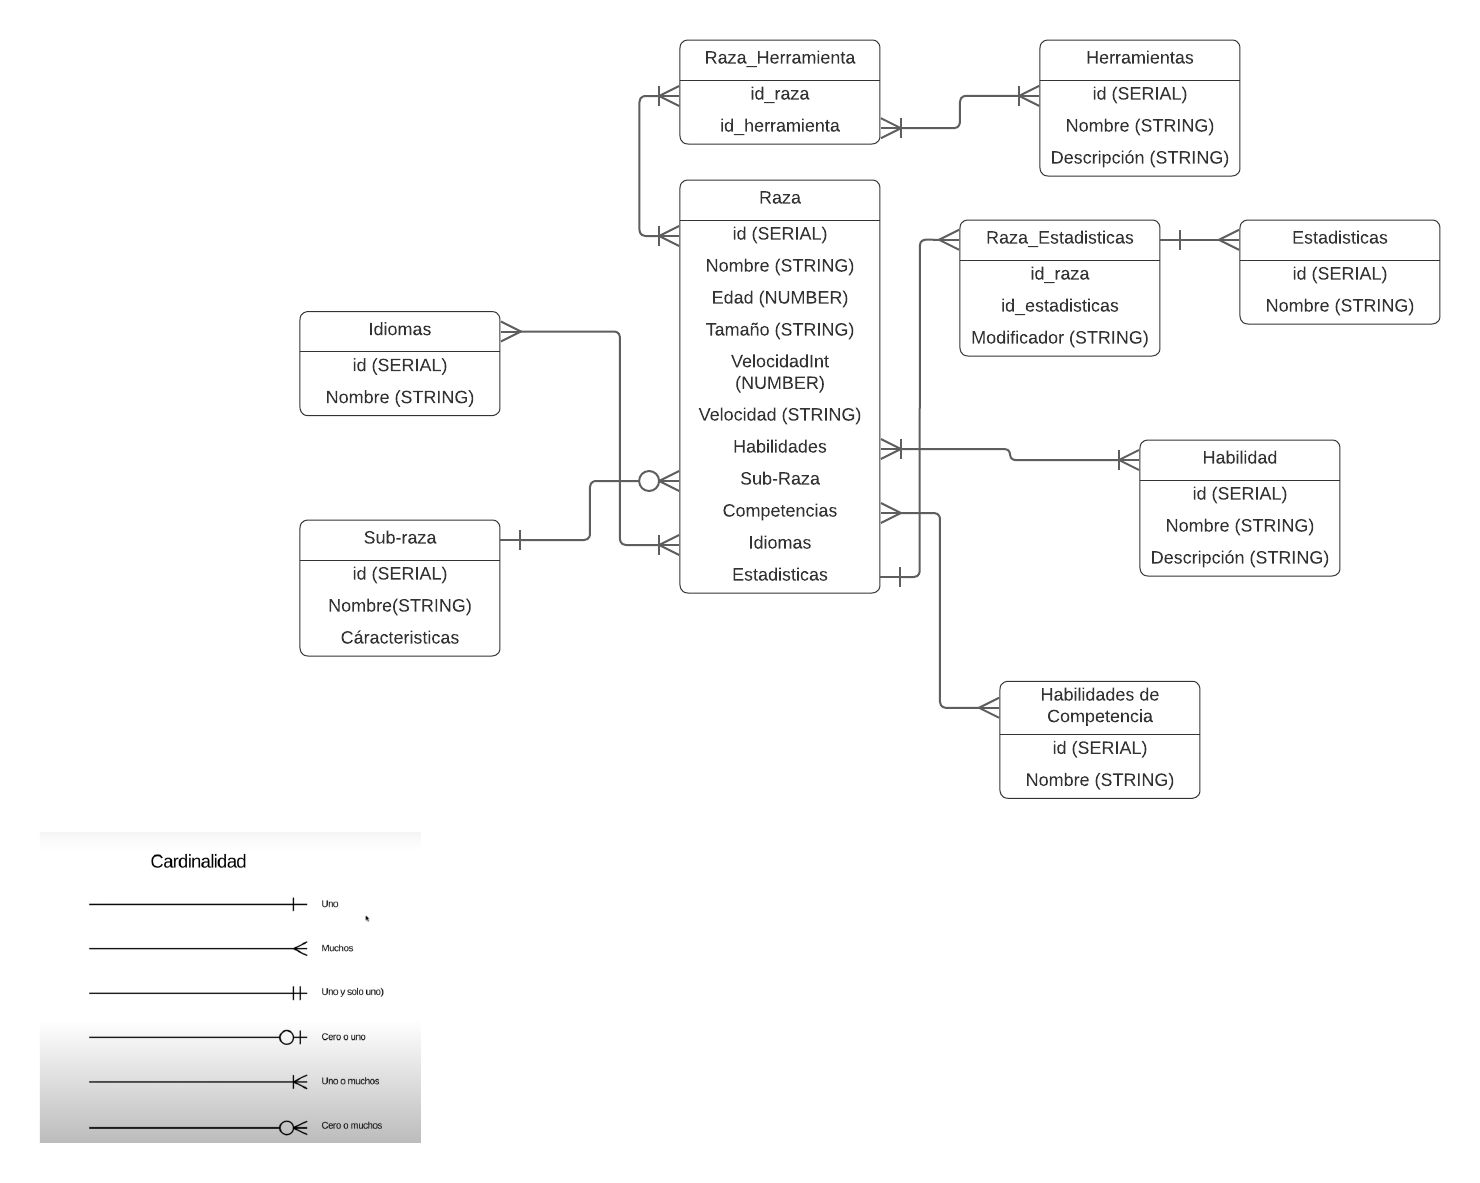 Raza_Herramienta
id_raza
id_herramienta
Herramientas
id (SERIAL)
Nombre (STRING)
Descripción (STRING)
Raza
id (SERIAL)
Nombre (STRING)
Edad (NUMBER)
Tamaño (STRING)
VelocidadInt
(NUMBER)
Velocidad (STRING)
Habilidades
Sub-Raza
Competencias
Idiomas
Estadisticas
Raza_Estadisticas
id_raza
id_estadisticas
Modificador (STRING)
Estadisticas
id (SERIAL)
Nombre (STRING)
Idiomas
id (SERIAL)
Nombre (STRING)
Habilidad
id (SERIAL)
Nombre (STRING)
Descripción (STRING)
Sub-raza
id (SERIAL)
Nombre(STRING)
Cáracteristicas
Habilidades de
Competencia
id (SERIAL)
Nombre (STRING)
Cardinalidad
Uno
Muchos
Uno y solo uno)
Cero o uno
Uno o muchos
Cero o muchos